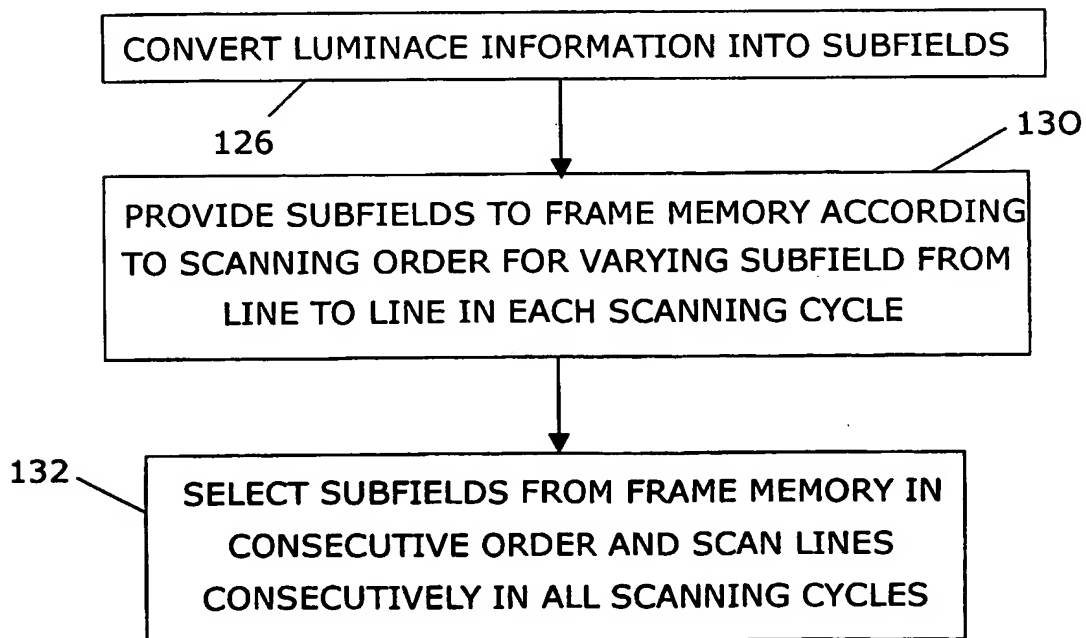 CONVERT LUMINACE INFORMATION INTO SUBFIELDS
126
130
PROVIDE SUBFIELDS TO FRAME MEMORY ACCORDING
TO SCANNING ORDER FOR VARYING SUBFIELD FROM
LINE TO LINE IN EACH SCANNING CYCLE
132
SELECT SUBFIELDS FROM FRAME MEMORY IN
CONSECUTIVE ORDER AND SCAN LINES
CONSECUTIVELY IN ALL SCANNING CYCLES